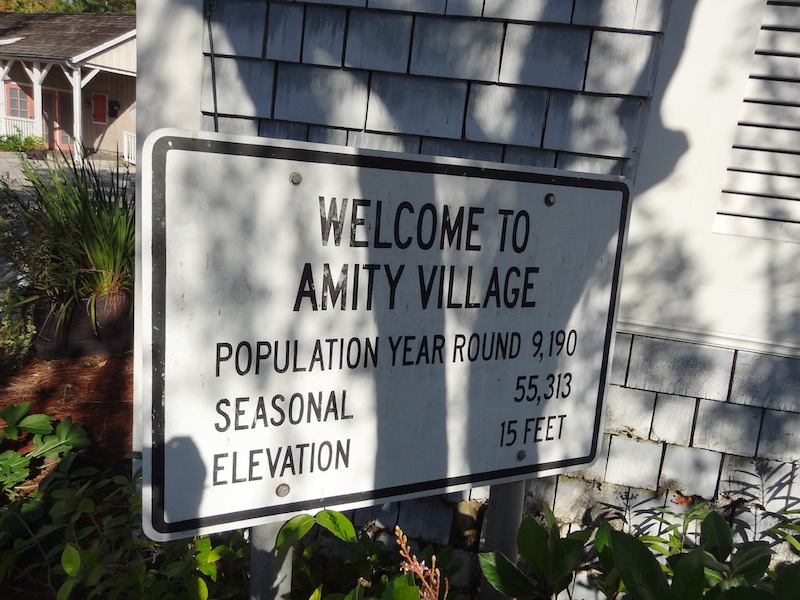 WELCOME TO
AMITY VILLAGE
POPULATION YEAR ROUND 9,190
SEASONAL 55,313
ELEVATION 15 FEET